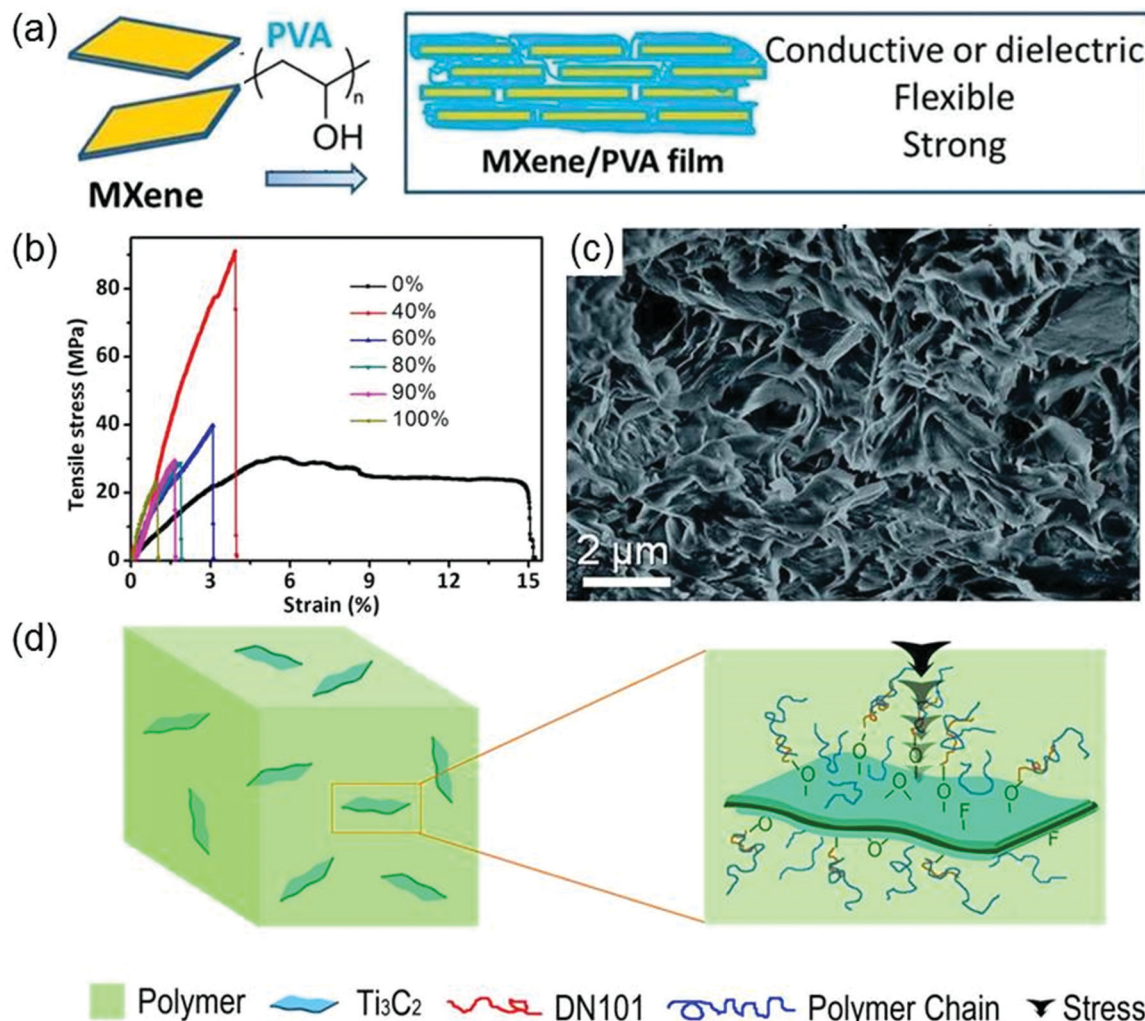 (a)
PVA
n
OH
MXene
MXene/PVA film
Conductive or dielectric
Flexible
Strong
(b)
Tensile stress (MPa)
80
60
40
20
0
0%
40%
60%
80%
90%
100%
0 3 6 9 12 15
Strain (%)
(c)
2 μm
(d)
O
O
O
O
O
O
F
O
O
F
Polymer Ti₃C₂ DN101 Polymer Chain Stress